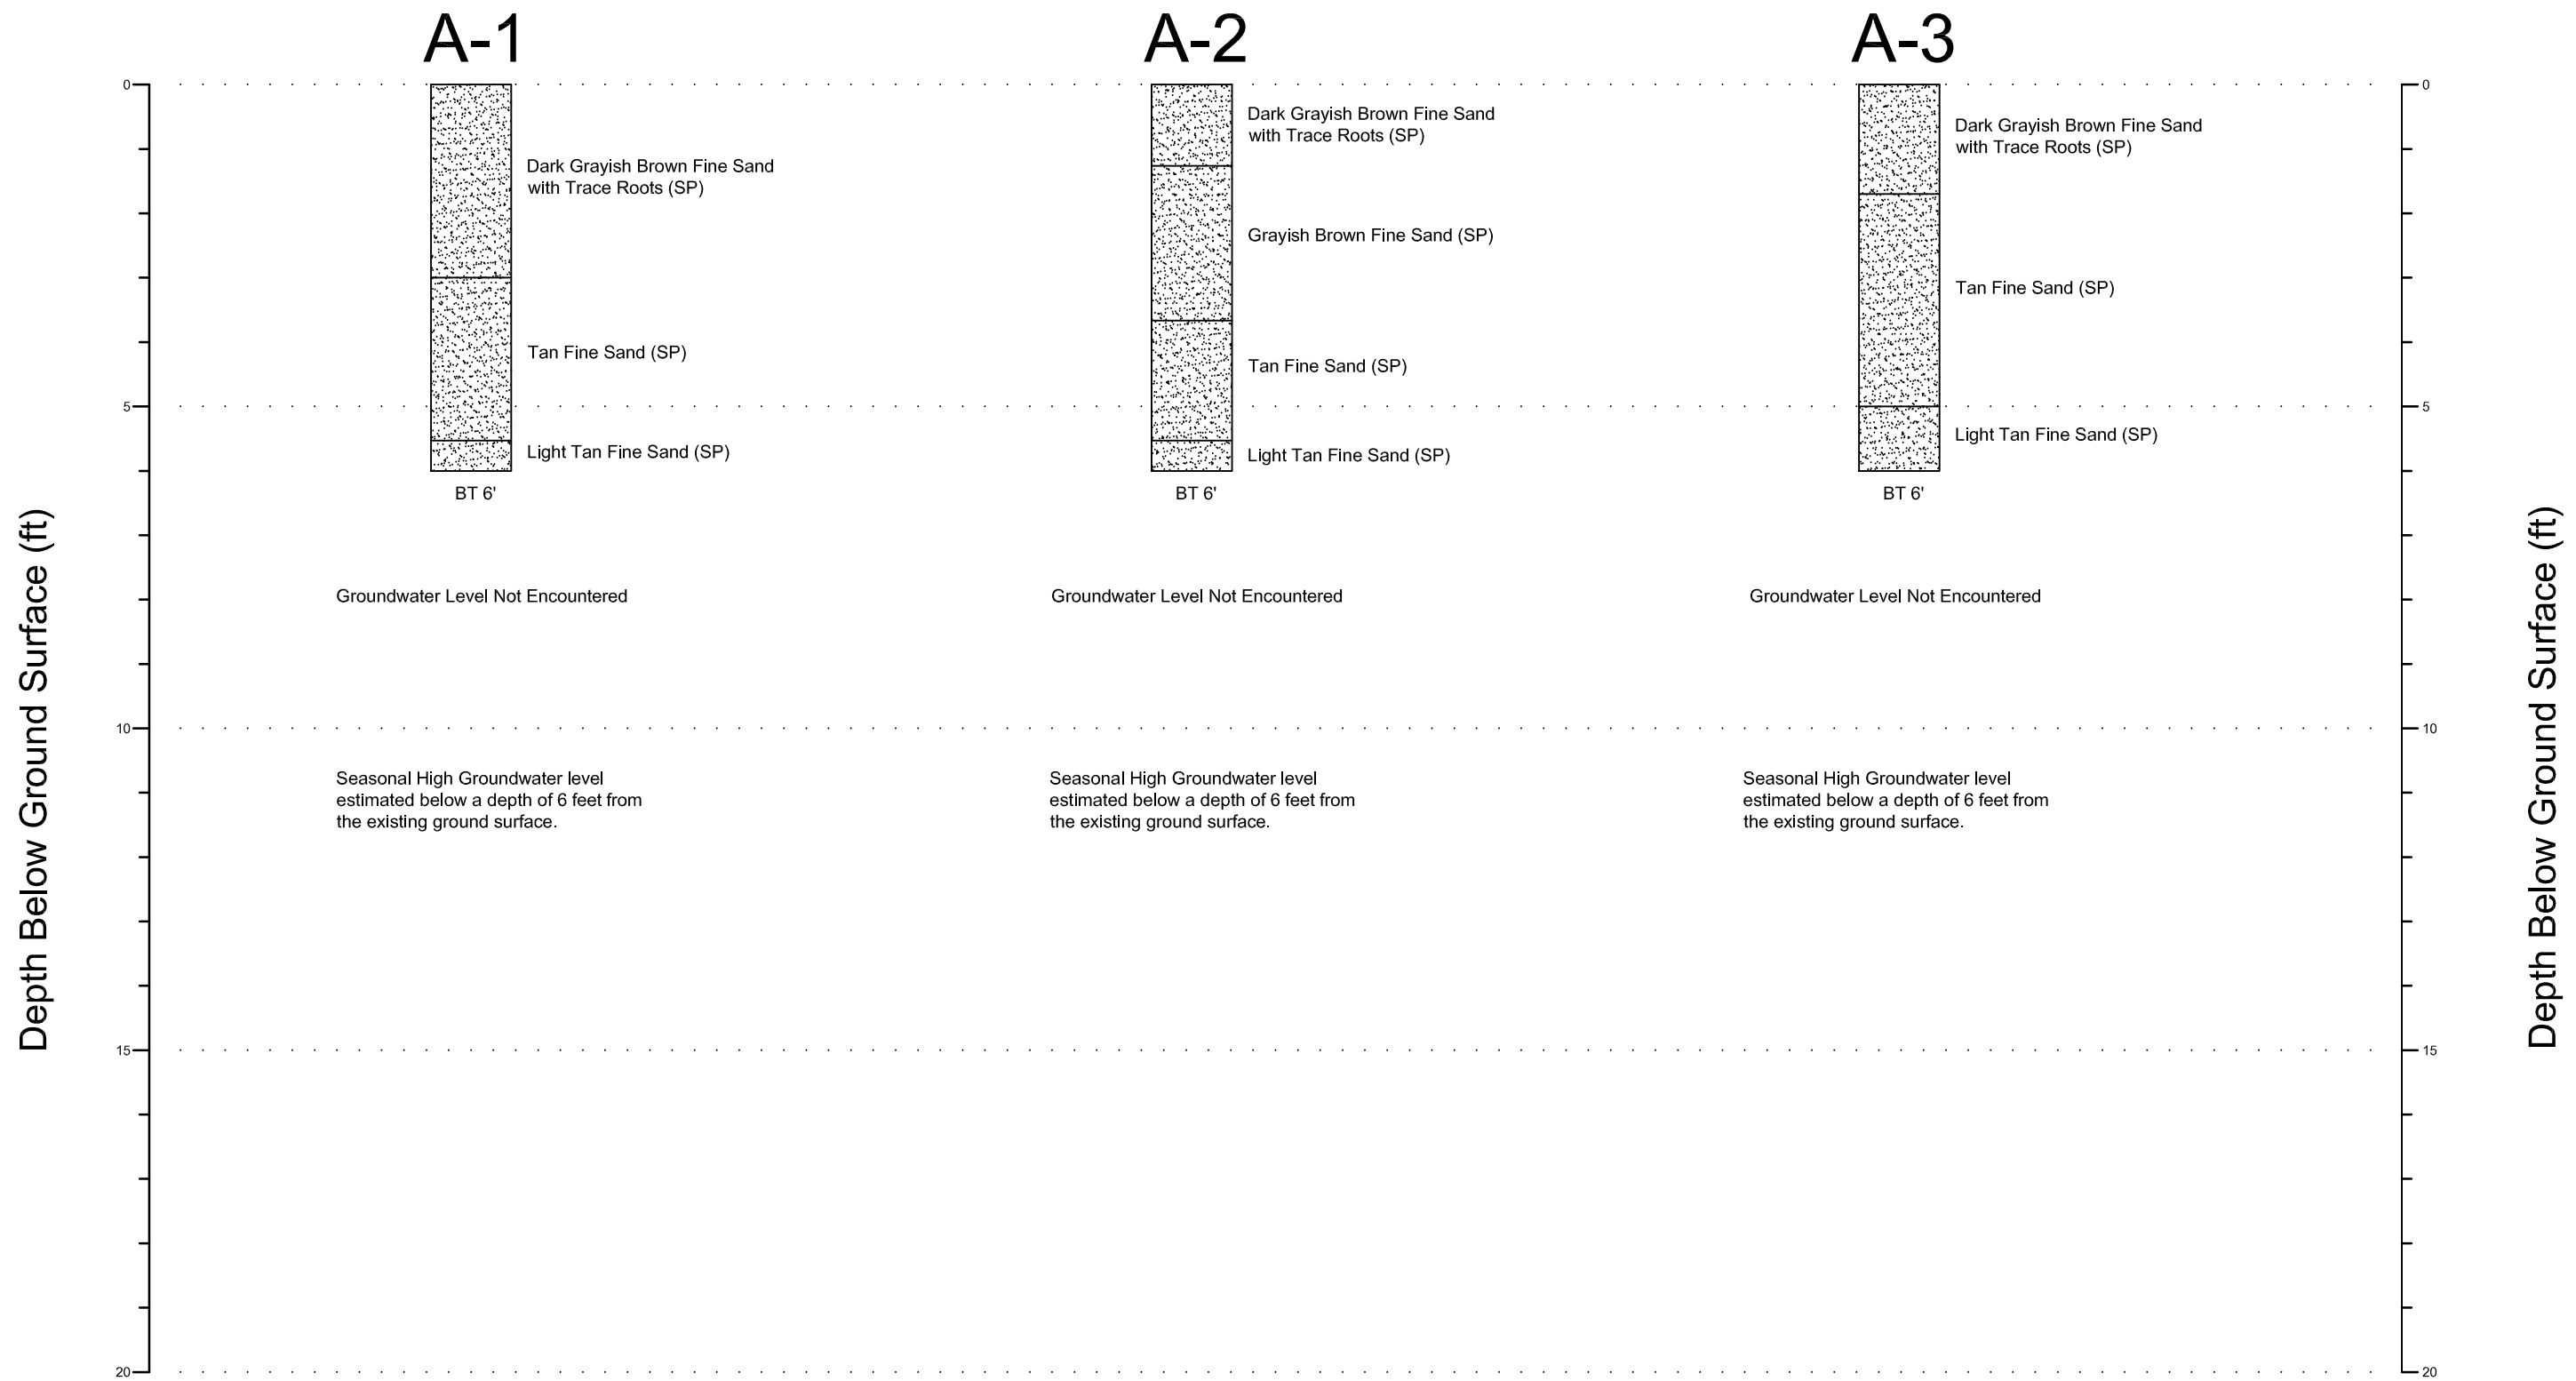 A-1
A-2
A-3
0
0
Dark Grayish Brown Fine Sand
with Trace Roots (SP)
Tan Fine Sand (SP)
Light Tan Fine Sand (SP)
BT 6'
Dark Grayish Brown Fine Sand
with Trace Roots (SP)
Grayish Brown Fine Sand (SP)
Tan Fine Sand (SP)
Light Tan Fine Sand (SP)
BT 6'
Dark Grayish Brown Fine Sand
with Trace Roots (SP)
Tan Fine Sand (SP)
Light Tan Fine Sand (SP)
BT 6'
5
5
Groundwater Level Not Encountered
Groundwater Level Not Encountered
Groundwater Level Not Encountered
10
10
Seasonal High Groundwater level
estimated below a depth of 6 feet from
the existing ground surface.
Seasonal High Groundwater level
estimated below a depth of 6 feet from
the existing ground surface.
Seasonal High Groundwater level
estimated below a depth of 6 feet from
the existing ground surface.
15
15
20
20
Depth Below Ground Surface (ft)
Depth Below Ground Surface (ft)